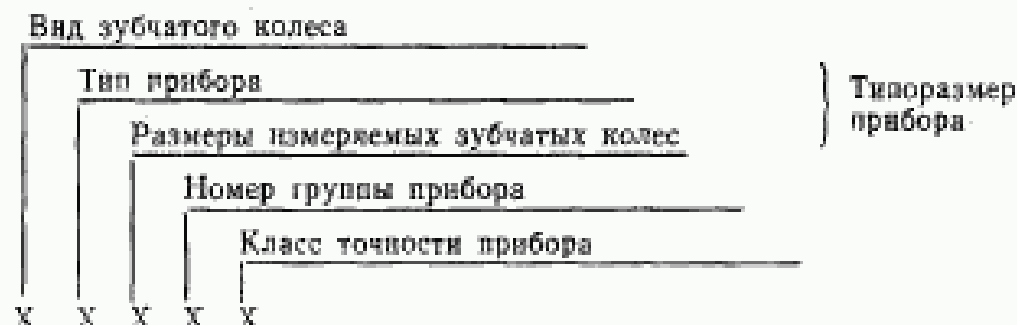 Вид зубчатого колеса
Тип прибора
Типоразмер
прибора
Размеры измеряемых зубчатых колес
Номер группы прибора
Класс точности прибора
X X X X X